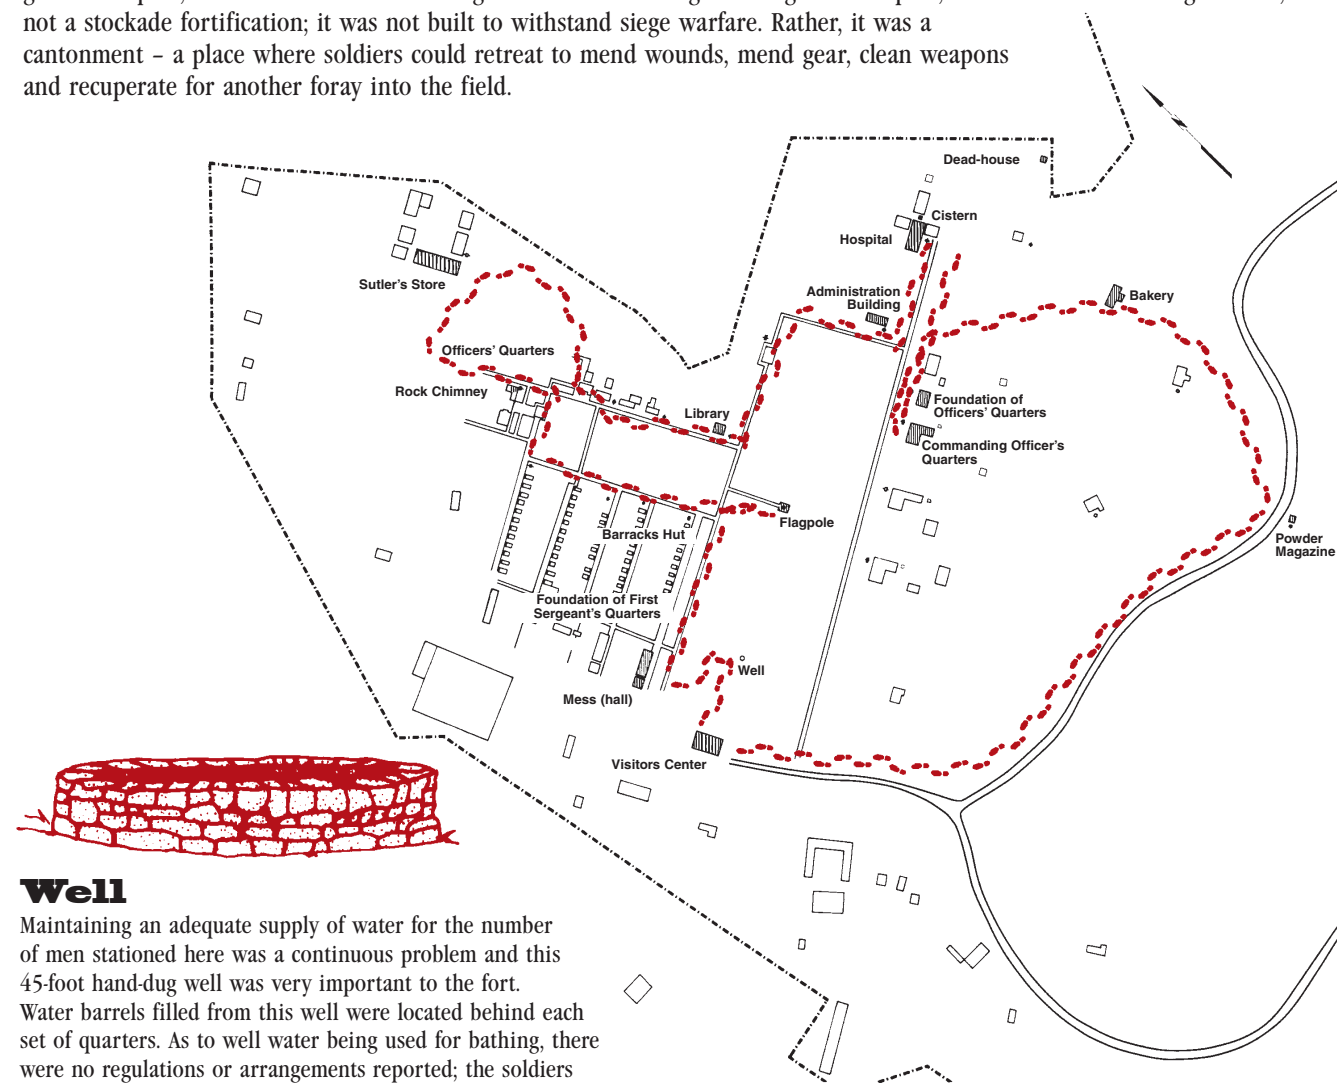 not a stockade fortification; it was not built to withstand siege warfare. Rather, it was a
cantonment – a place where soldiers could retreat to mend wounds, mend gear, clean weapons
and recuperate for another foray into the field.
Dead-house
Cistern
Hospital
Administration
Building
Bakery
Sutler's Store
Officers' Quarters
Rock Chimney
Library
Foundation of
Officers' Quarters
Commanding Officer's
Quarters
Flagpole
Barracks Hut
Powder
Magazine
Foundation of First
Sergeant's Quarters
Well
Mess (hall)
Visitors Center
Well
Maintaining an adequate supply of water for the number
of men stationed here was a continuous problem and this
45-foot hand-dug well was very important to the fort.
Water barrels filled from this well were located behind each
set of quarters. As to well water being used for bathing, there
were no regulations or arrangements reported; the soldiers